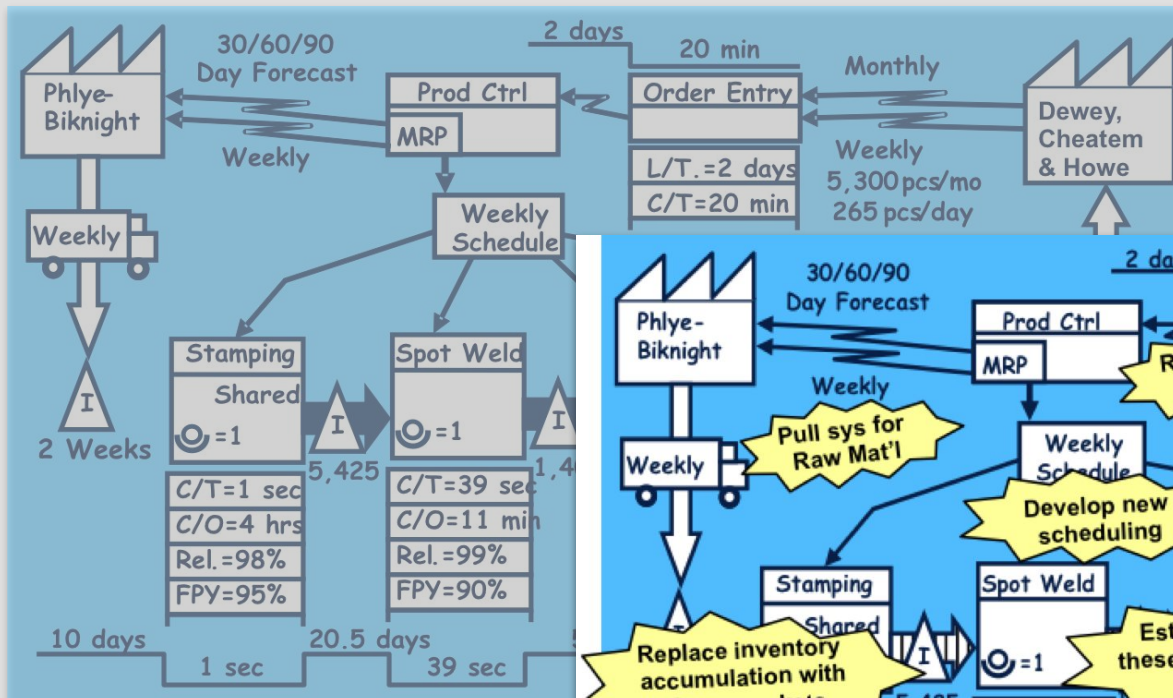 2 days
20 min
30/60/90
Day Forecast
Monthly
Phlye-
Biknight
Prod Ctrl
MRP
Order Entry
Dewey,
Cheatem
& Howe
Weekly
Weekly
5,300 pcs/mo
265 pcs/day
L/T.=2 days
C/T=20 min
Weekly
Weekly
Schedule
Stamping
Shared
=1
Spot Weld
=1
I
I
I
2 Weeks
5,425
C/T=1 sec
C/O=4 hrs
Rel.=98%
FPY=95%
C/T=39 sec
C/O=11 min
Rel.=99%
FPY=90%
10 days
1 sec
20.5 days
39 sec
30/60/90
Day Forecast
Phlye-
Biknight
Prod Ctrl
MRP
Weekly
Pull sys for
Raw Mat'l
Weekly
Weekly
Schedule
Develop new
scheduling
Stamping
Shared
Spot Weld
I
=1
Replace inventory
accumulation with
these